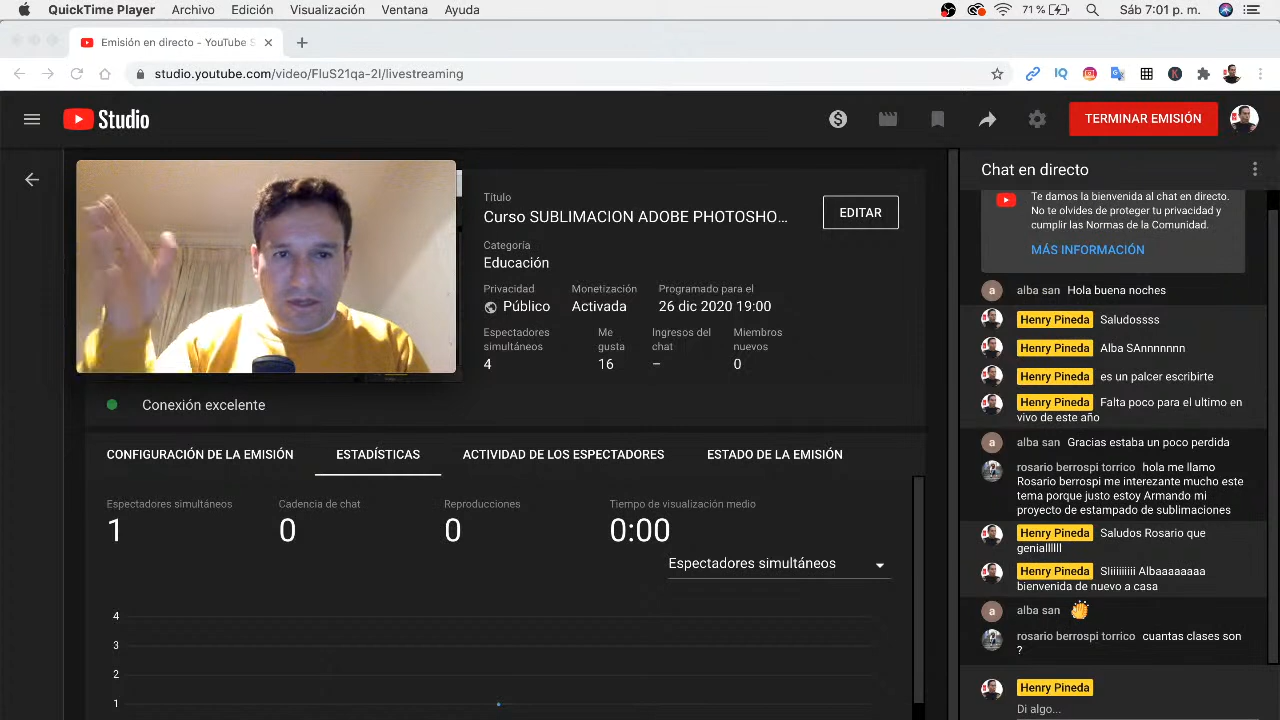 QuickTime Player Archivo Edición Visualización Ventana Ayuda 71 % Sáb 7:01 p. m.
Emisión en directo - YouTube S
studio.youtube.com/video/FluS21qa-2I/livestreaming
Studio
TERMINAR EMISIÓN
Título
Curso SUBLIMACION ADOBE PHOTOSHO...
EDITAR
Categoría
Educación
Privacidad Monetización Programado para el
Público Activada 26 dic 2020 19:00
Espectadores simultáneos Me gusta Ingresos del chat Miembros nuevos
4 16 – 0
Conexión excelente
CONFIGURACIÓN DE LA EMISIÓN ESTADÍSTICAS ACTIVIDAD DE LOS ESPECTADORES ESTADO DE LA EMISIÓN
Espectadores simultáneos Cadencia de chat Reproducciones Tiempo de visualización medio
1 0 0 0:00
Espectadores simultáneos
4
3
2
1
Chat en directo
Te damos la bienvenida al chat en directo.
No te olvides de proteger tu privacidad y
cumplir las Normas de la Comunidad.
MÁS INFORMACIÓN
a alba san Hola buena noches
Henry Pineda Saludossss
Henry Pineda Alba SAnnnnnn
Henry Pineda es un palcer escribirte
Henry Pineda Falta poco para el ultimo en
vivo de este año
a alba san Gracias estaba un poco perdida
rosario berrospi torrico hola me llamo
Rosario berrospi me interezante mucho este
tema porque justo estoy Armando mi
proyecto de estampado de sublimaciones
Henry Pineda Saludos Rosario que
geniallllll
Henry Pineda SIiiiiiiii Albaaaaaaaa
bienvenida de nuevo a casa
a alba san 👏
rosario berrospi torrico cuantas clases son
?
Henry Pineda
Di algo...